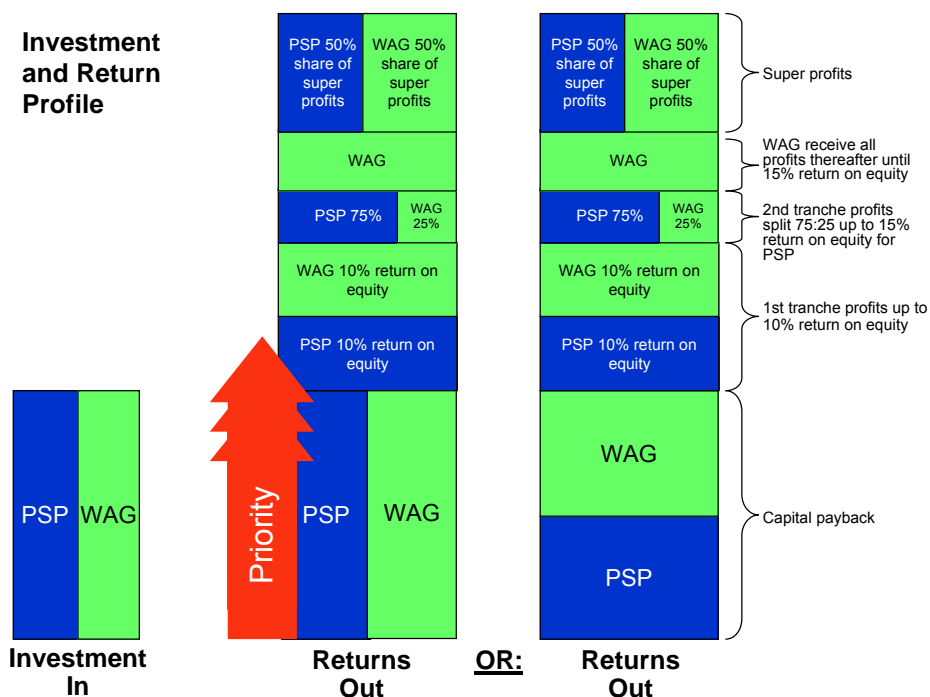 Investment
and Return
Profile
PSP 50%
share of
super
profits
WAG 50%
share of
super
profits
WAG
PSP 75%
WAG
25%
WAG 10% return on
equity
PSP 10% return on
equity
PSP
WAG
Priority
PSP
WAG
PSP 50%
share of
super
profits
WAG 50%
share of
super
profits
WAG
PSP 75%
WAG
25%
WAG 10% return on
equity
PSP 10% return on
equity
WAG
PSP
Super profits
WAG receive all
profits thereafter until
15% return on equity
2nd tranche profits
split 75:25 up to 15%
return on equity for
PSP
1st tranche profits up to
10% return on equity
Capital payback
Investment
In
Returns
Out
OR:
Returns
Out